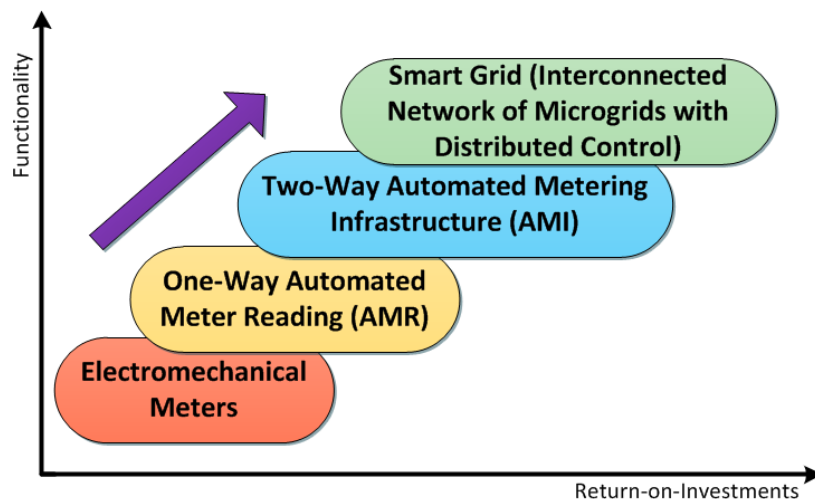 Functionality
Smart Grid (Interconnected
Network of Microgrids with
Distributed Control)
Two-Way Automated Metering
Infrastructure (AMI)
One-Way Automated
Meter Reading (AMR)
Electromechanical
Meters
Return-on-Investments